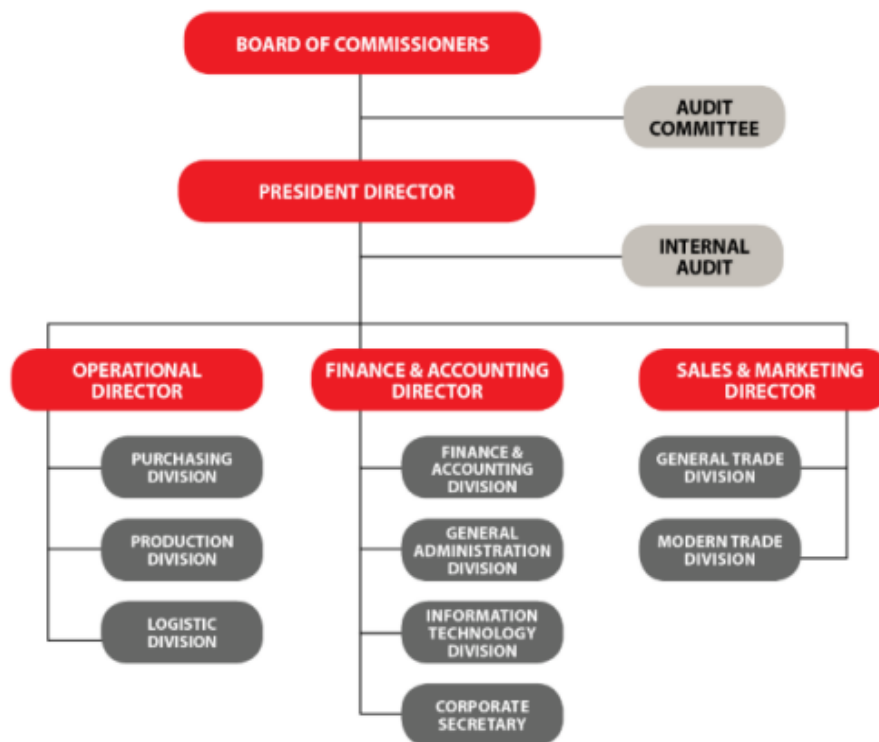 BOARD OF COMMISSIONERS
AUDIT
COMMITTEE
PRESIDENT DIRECTOR
INTERNAL
AUDIT
OPERATIONAL
DIRECTOR
FINANCE & ACCOUNTING
DIRECTOR
SALES & MARKETING
DIRECTOR
PURCHASING
DIVISION
FINANCE &
ACCOUNTING
DIVISION
GENERAL TRADE
DIVISION
PRODUCTION
DIVISION
GENERAL
ADMINISTRATION
DIVISION
MODERN TRADE
DIVISION
LOGISTIC
DIVISION
INFORMATION
TECHNOLOGY
DIVISION
CORPORATE
SECRETARY